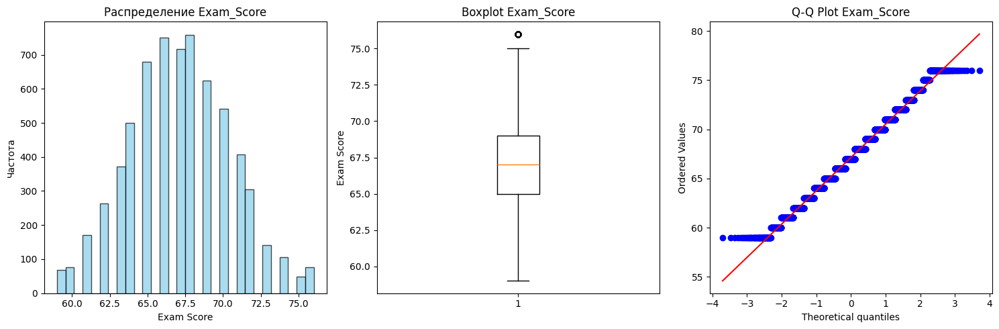 Распределение Exam_Score
700
600
500
400
300
200
100
0
Частота
60.0 62.5 65.0 67.5 70.0 72.5 75.0
Exam Score
Boxplot Exam_Score
75.0
72.5
70.0
67.5
65.0
62.5
60.0
Exam Score
1
Q-Q Plot Exam_Score
80
75
70
65
60
55
Ordered Values
−4 −3 −2 −1 0 1 2 3 4
Theoretical quantiles